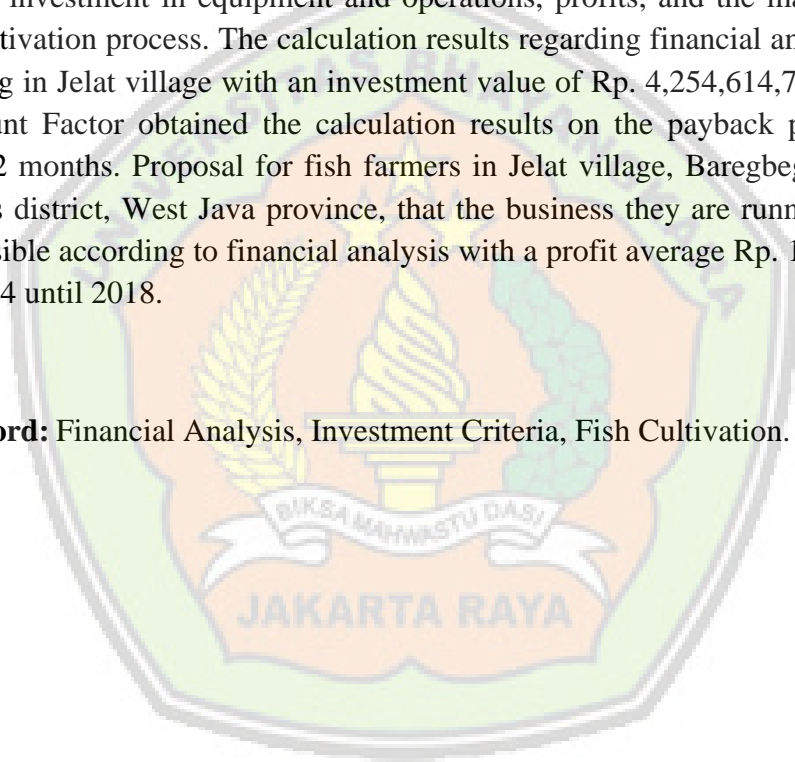 investment in equipment and operations, profits, and the ma
tivation process. The calculation results regarding financial an
g in Jelat village with an investment value of Rp. 4,254,614,7
unt Factor obtained the calculation results on the payback p
2 months. Proposal for fish farmers in Jelat village, Baregbeg
s district, West Java province, that the business they are runn
sible according to financial analysis with a profit average Rp. 1
4 until 2018.
ord: Financial Analysis, Investment Criteria, Fish Cultivation.
UNIVERSITAS BHAYANGKARA
BIKSA MAHWASTU DASI
JAKARTA RAYA